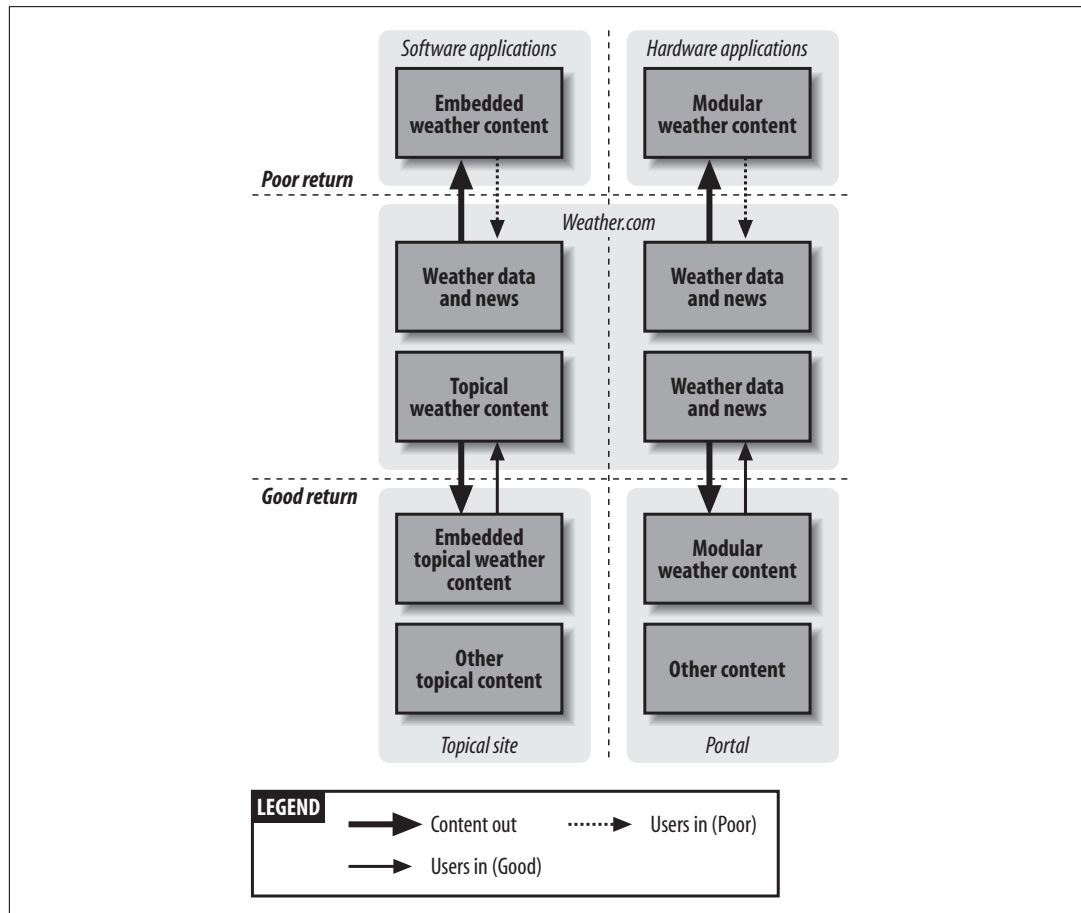 Software applications
Hardware applications
Embedded
weather content
Modular
weather content
Poor return
Weather.com
Weather data
and news
Weather data
and news
Topical
weather content
Weather data
and news
Good return
Embedded
topical weather
content
Modular
weather content
Other
topical content
Other content
Topical site
Portal
LEGEND
Content out
Users in (Poor)
Users in (Good)